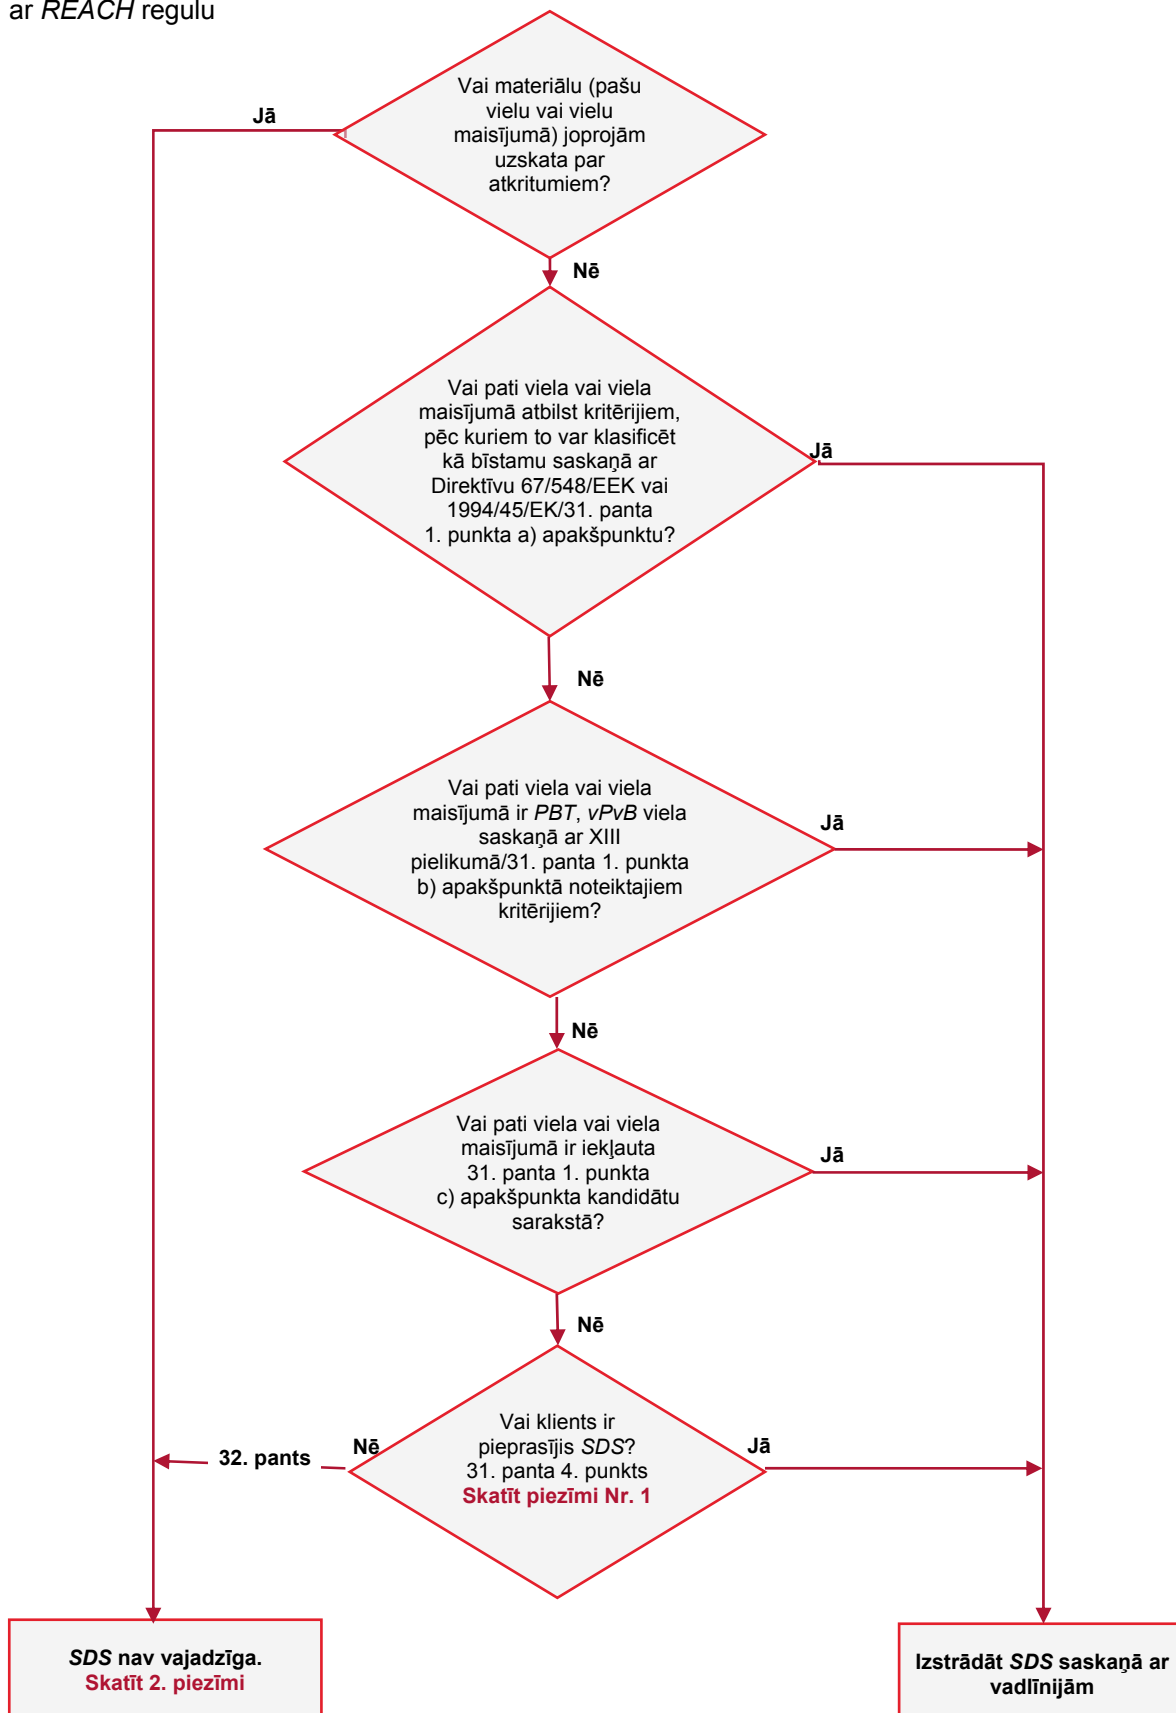 ar REACH regulu
Vai materiālu (pašu
vielu vai vielu
maisījumā) joprojām
uzskata par
atkritumiem?
Jā
Nē
Vai pati viela vai viela
maisījumā atbilst kritērijiem,
pēc kuriem to var klasificēt
kā bīstamu saskaņā ar
Direktīvu 67/548/EEK vai
1994/45/EK/31. panta
1. punkta a) apakšpunktu?
Jā
Nē
Vai pati viela vai viela
maisījumā ir PBT, vPvB viela
saskaņā ar XIII
pielikumā/31. panta 1. punkta
b) apakšpunktā noteiktajiem
kritērijiem?
Jā
Nē
Vai pati viela vai viela
maisījumā ir iekļauta
31. panta 1. punkta
c) apakšpunkta kandidātu
sarakstā?
Jā
Nē
Vai klients ir
pieprasījis SDS?
31. panta 4. punkts
Skatīt piezīmi Nr. 1
Nē
32. pants
Jā
SDS nav vajadzīga.
Skatīt 2. piezīmi
Izstrādāt SDS saskaņā ar
vadlīnijām